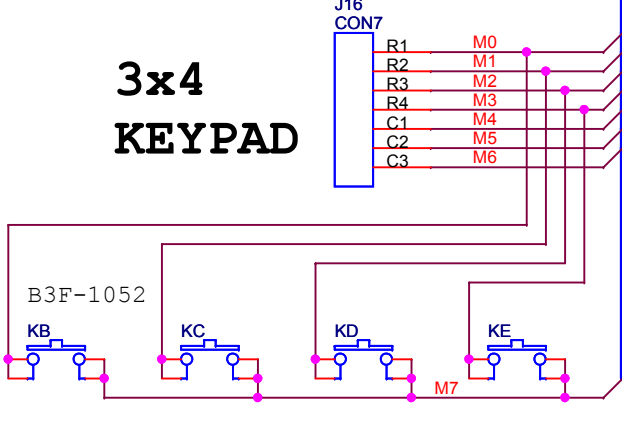 J16
CON7
3x4
KEYPAD
R1 M0
R2 M1
R3 M2
R4 M3
C1 M4
C2 M5
C3 M6
B3F-1052
KB KC KD KE
M7